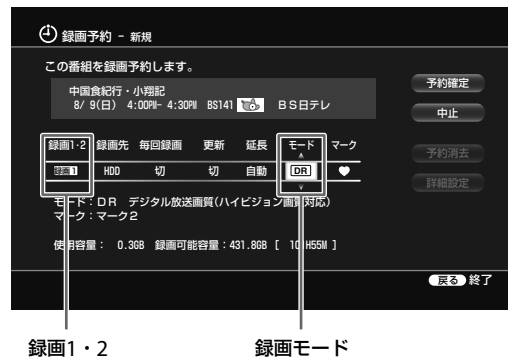 録画予約 − 新規
この番組を録画予約します。
中国食紀行・小翔記
8/ 9(日) 4:00PM- 4:30PM BS141 BS日テレ
予約確定
中止
予約消去
詳細設定
録画1･2 録画先 毎回録画 更新 延長 モード マーク
録画1 HDD 切 切 自動 DR
モード：DR デジタル放送画質(ハイビジョン画質対応)
マーク：マーク2
使用容量： 0.3GB 録画可能容量：431.8GB [ 10 H55M ]
戻る 終了
録画1・2
録画モード